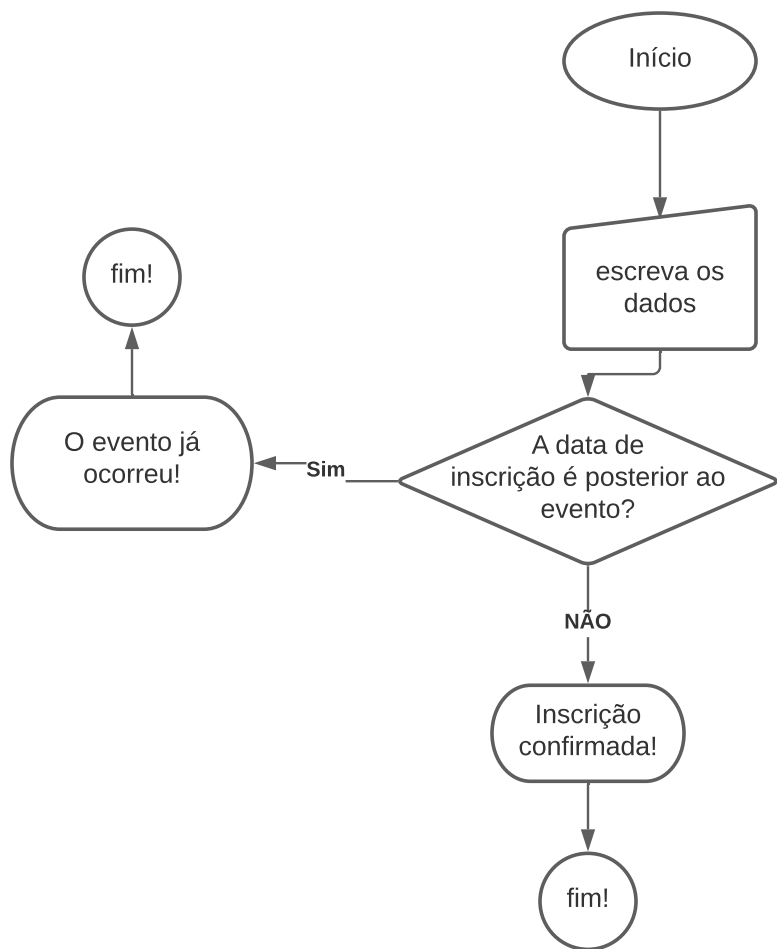 Início
escreva os
dados
A data de
inscrição é posterior ao
evento?
Sim
O evento já
ocorreu!
fim!
NÃO
Inscrição
confirmada!
fim!